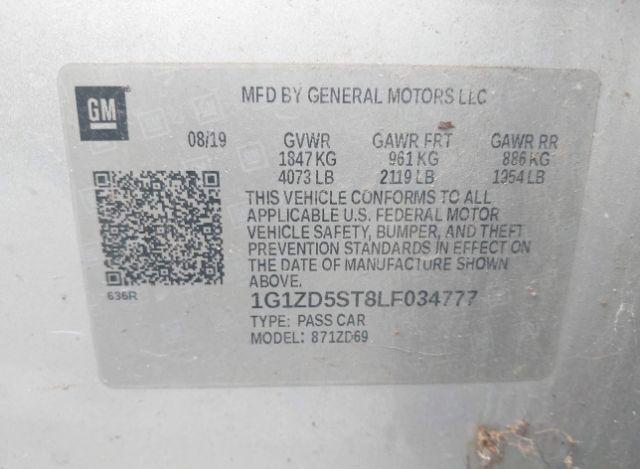 GM
MFD BY GENERAL MOTORS LLC
08/19 GVWR GAWR FRT GAWR RR
1847 KG 961 KG 886 KG
4073 LB 2119 LB 1954 LB
THIS VEHICLE CONFORMS TO ALL
APPLICABLE U.S. FEDERAL MOTOR
VEHICLE SAFETY, BUMPER, AND THEFT
PREVENTION STANDARDS IN EFFECT ON
THE DATE OF MANUFACTURE SHOWN
ABOVE.
636R
1G1ZD5ST8LF034777
TYPE: PASS CAR
MODEL: 871ZD69